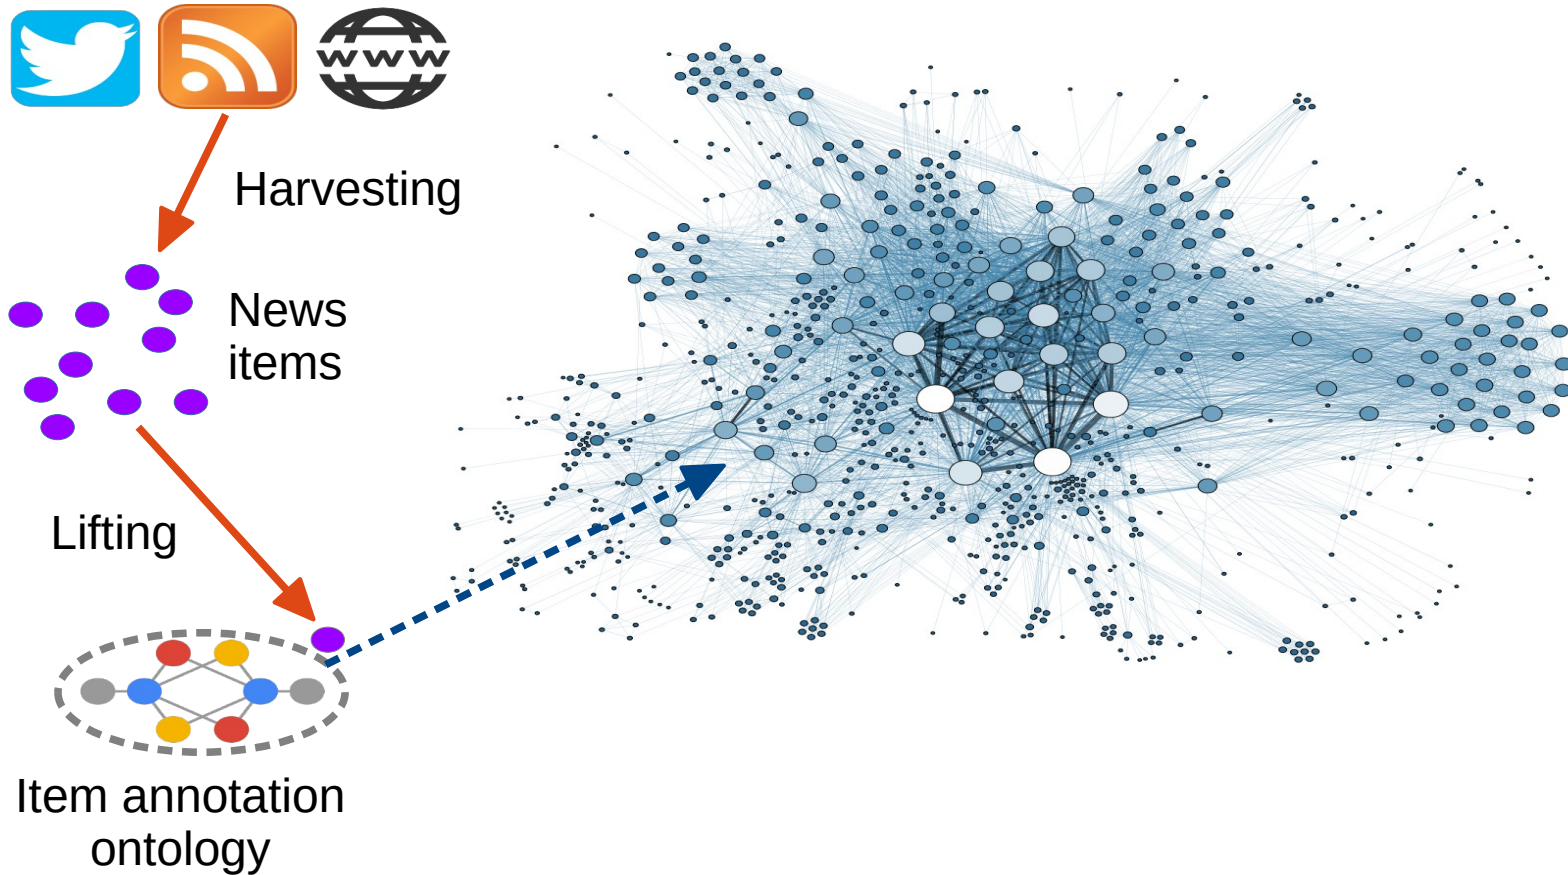 WWW
Harvesting
News
items
Lifting
Item annotation
ontology